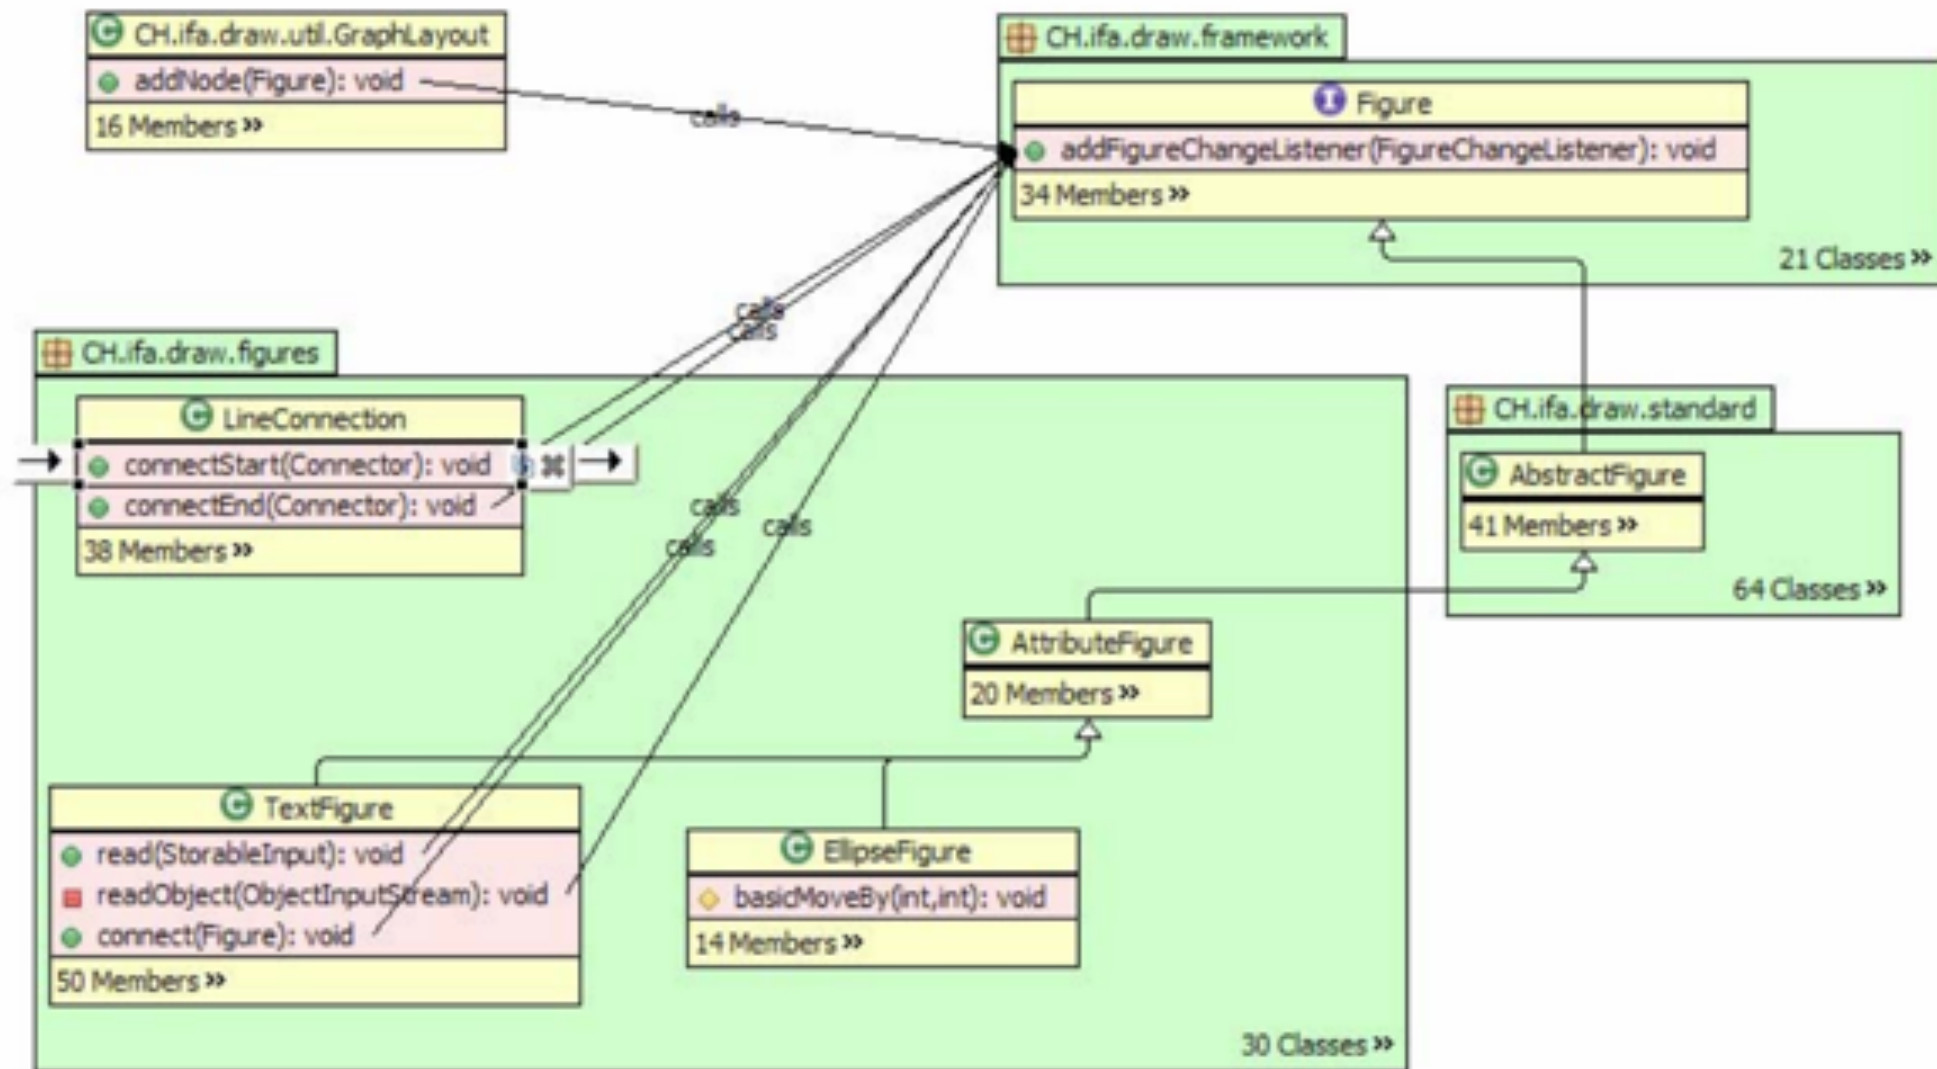 CH.ifa.draw.util.GraphLayout
addNode(Figure): void
16 Members »
calls
CH.ifa.draw.framework
Figure
addFigureChangeListener(FigureChangeListener): void
34 Members »
21 Classes »
calls
calls
CH.ifa.draw.figures
LineConnection
connectStart(Connector): void
connectEnd(Connector): void
38 Members »
calls
calls
calls
CH.ifa.draw.standard
AbstractFigure
41 Members »
64 Classes »
AttributeFigure
20 Members »
TextFigure
read(StorableInput): void
readObject(ObjectInputStream): void
connect(Figure): void
50 Members »
EllipseFigure
basicMoveBy(int,int): void
14 Members »
30 Classes »